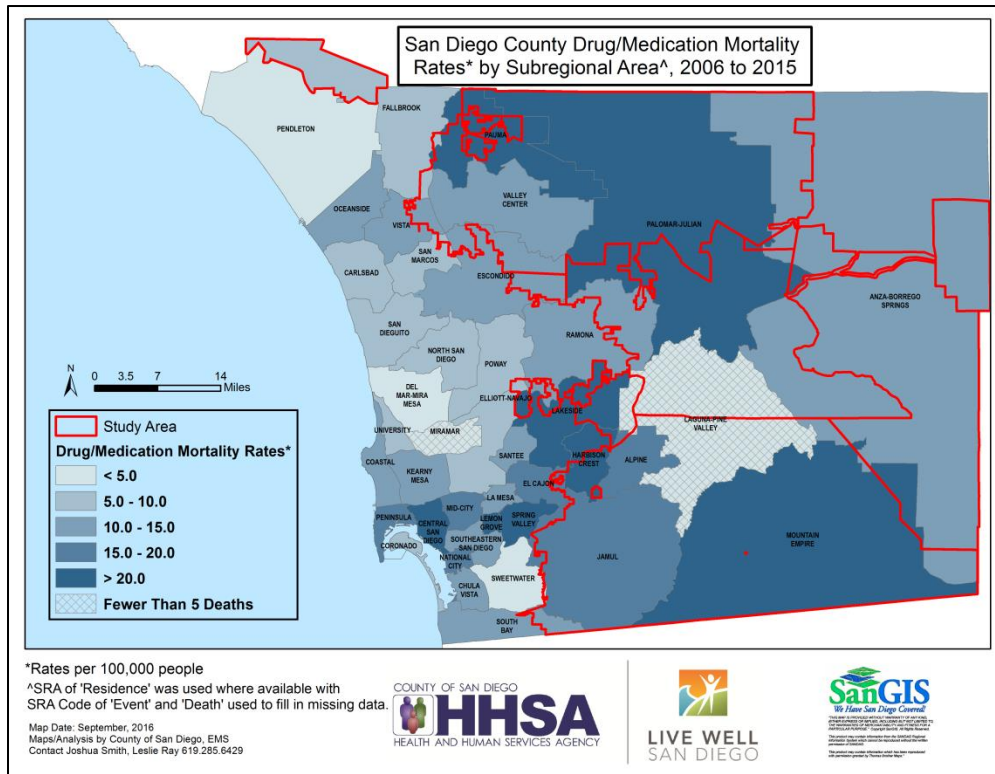 San Diego County Drug/Medication Mortality
Rates* by Subregional Area^, 2006 to 2015
PENDLETON
FALLBROOK
PAUMA
OCEANSIDE
VISTA
VALLEY
CENTER
PALOMAR-JULIAN
SAN
MARCOS
CARLSBAD
ESCONDIDO
ANZA-BORREGO
SPRINGS
SAN
DIEGUITO
NORTH SAN
DIEGO
POWAY
RAMONA
N
0 3.5 7 14
Miles
DEL
MAR-MIRA
MESA
ELLIOTT-NAVAJO
LAKESIDE
LAGUNA-PINE
VALLEY
UNIVERSITY
MIRAMAR
COASTAL
KEARNY
MESA
SANTEE
HARBISON
CREST
ALPINE
EL CAJON
LA MESA
MID-CITY
PENINSULA
CENTRAL
SAN
DIEGO
LEMON
GROVE
SPRING
VALLEY
MOUNTAIN
EMPIRE
CORONADO
SOUTHEASTERN
SAN DIEGO
NATIONAL
CITY
JAMUL
CHULA
VISTA
SWEETWATER
SOUTH
BAY
Study Area
Drug/Medication Mortality Rates*
< 5.0
5.0 - 10.0
10.0 - 15.0
15.0 - 20.0
> 20.0
Fewer Than 5 Deaths
*Rates per 100,000 people
^SRA of 'Residence' was used where available with
SRA Code of 'Event' and 'Death' used to fill in missing data.
Map Date: September, 2016
Maps/Analysis by County of San Diego, EMS
Contact Joshua Smith, Leslie Ray 619.285.6429
COUNTY OF SAN DIEGO
HHSA
HEALTH AND HUMAN SERVICES AGENCY
LIVE WELL
SAN DIEGO
SanGIS
We Have San Diego Covered!